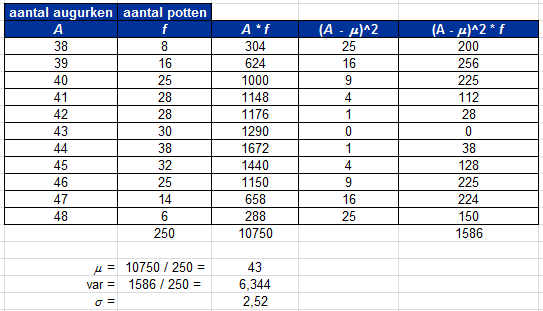 aantal augurken aantal potten
A f A * f (A - μ)^2 (A - μ)^2 * f
38 8 304 25 200
39 16 624 16 256
40 25 1000 9 225
41 28 1148 4 112
42 28 1176 1 28
43 30 1290 0 0
44 38 1672 1 38
45 32 1440 4 128
46 25 1150 9 225
47 14 658 16 224
48 6 288 25 150
250 10750 1586
μ = 10750 / 250 = 43
var = 1586 / 250 = 6,344
σ = 2,52